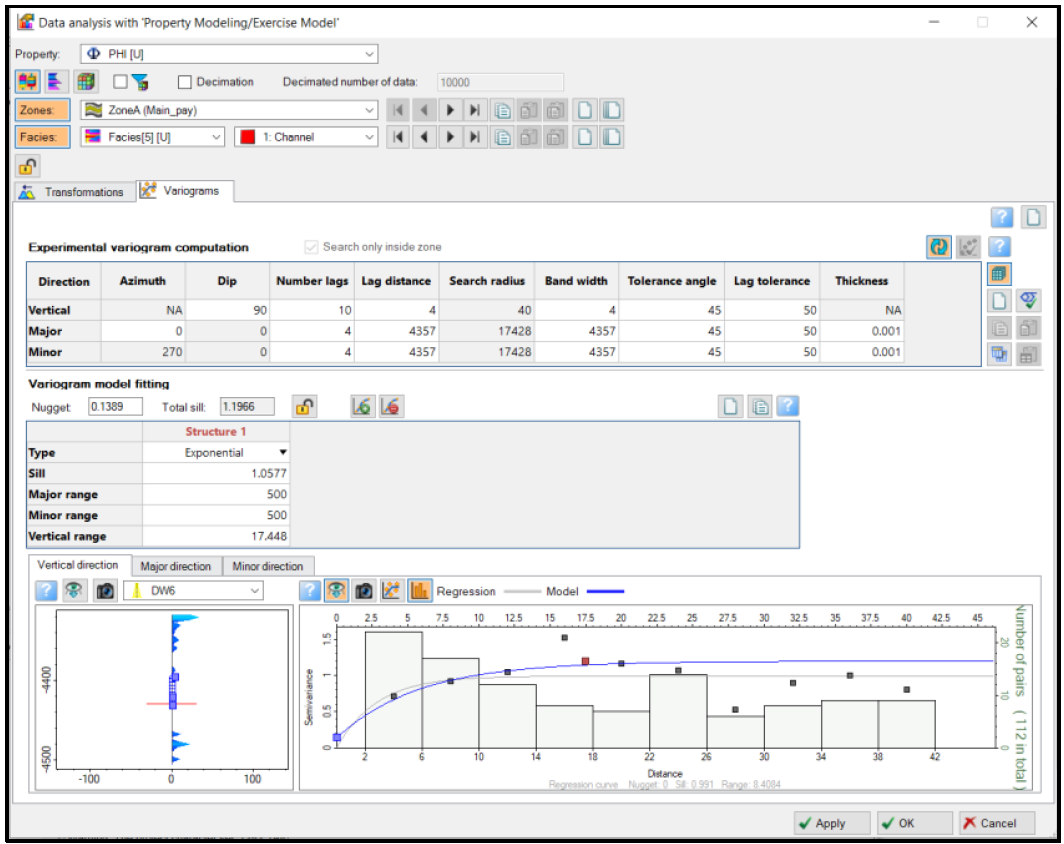 Data analysis with 'Property Modeling/Exercise Model'
Property: PHI [U]
Decimation Decimated number of data: 10000
Zones: ZoneA (Main_pay)
Facies: Facies[5] [U] 1: Channel
Transformations Variograms
Experimental variogram computation Search only inside zone
Direction Azimuth Dip Number lags Lag distance Search radius Band width Tolerance angle Lag tolerance Thickness
Vertical NA 90 10 4 40 4 45 50 NA
Major 0 0 4 4357 17428 4357 45 50 0.001
Minor 270 0 4 4357 17428 4357 45 50 0.001
Variogram model fitting
Nugget: 0.1389 Total sill: 1.1966
Structure 1
Type Exponential
Sill 1.0577
Major range 500
Minor range 500
Vertical range 17.448
Vertical direction Major direction Minor direction
DW6 Regression Model
0 2.5 5 7.5 10 12.5 15 17.5 20 22.5 25 27.5 30 32.5 35 37.5 40 42.5 45
-4400
-4500
-100 0 100
Semivariance
0 0.5 1 1.5
2 6 10 14 18 22 26 30 34 38 42
Distance
Regression curve Nugget: 0 Sill: 0.991 Range: 8.4084
0 10 20
Number of pairs ( 112 in total )
Apply OK Cancel